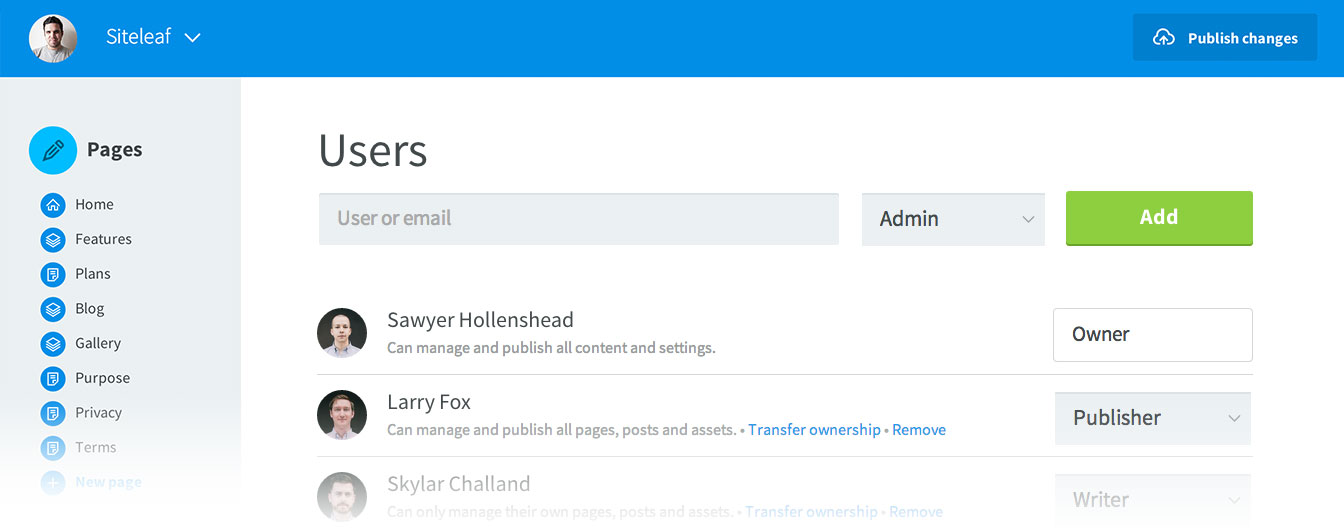 Siteleaf
Publish changes
Pages
Home
Features
Plans
Blog
Gallery
Purpose
Privacy
Terms
New page
Users
User or email
Admin
Add
Sawyer Hollenshead
Can manage and publish all content and settings.
Owner
Larry Fox
Can manage and publish all pages, posts and assets. • Transfer ownership • Remove
Publisher
Skylar Challand
Can only manage their own pages, posts and assets. • Transfer ownership • Remove
Writer